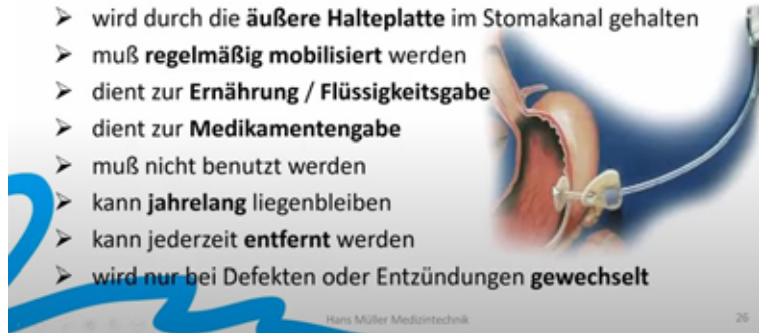 ➢ wird durch die äußere Halteplatte im Stomakanal gehalten
➢ muß regelmäßig mobilisiert werden
➢ dient zur Ernährung / Flüssigkeitsgabe
➢ dient zur Medikamentengabe
➢ muß nicht benutzt werden
➢ kann jahrelang liegenbleiben
➢ kann jederzeit entfernt werden
➢ wird nur bei Defekten oder Entzündungen gewechselt
Hans Müller Medizintechnik
26